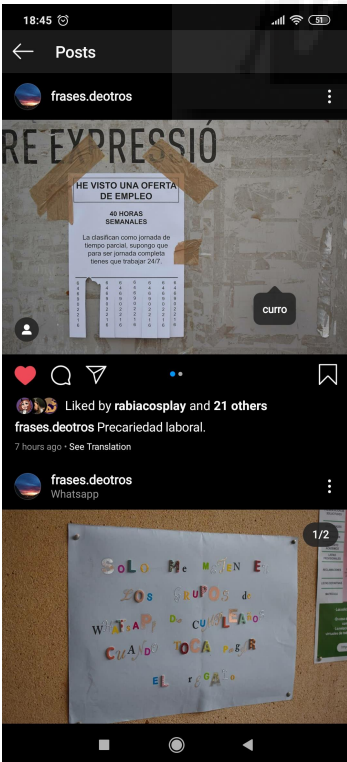 18:45
51
Posts
frases.deotros
RE EXPRESSIÓ
HE VISTO UNA OFERTA
DE EMPLEO
40 HORAS
SEMANALES
La clasifican como jornada de
tiempo parcial, supongo que
para ser jornada completa
tienes que trabajar 24/7.
curro
Liked by rabiacosplay and 21 others
frases.deotros Precariedad laboral.
7 hours ago • See Translation
frases.deotros
Whatsapp
1/2
SOLO Me METEN EN
LOS GRUPOS de
WHATSAPP De CUMPLEAÑOS
CUANDO TOCA PagaR
EL rEGALO